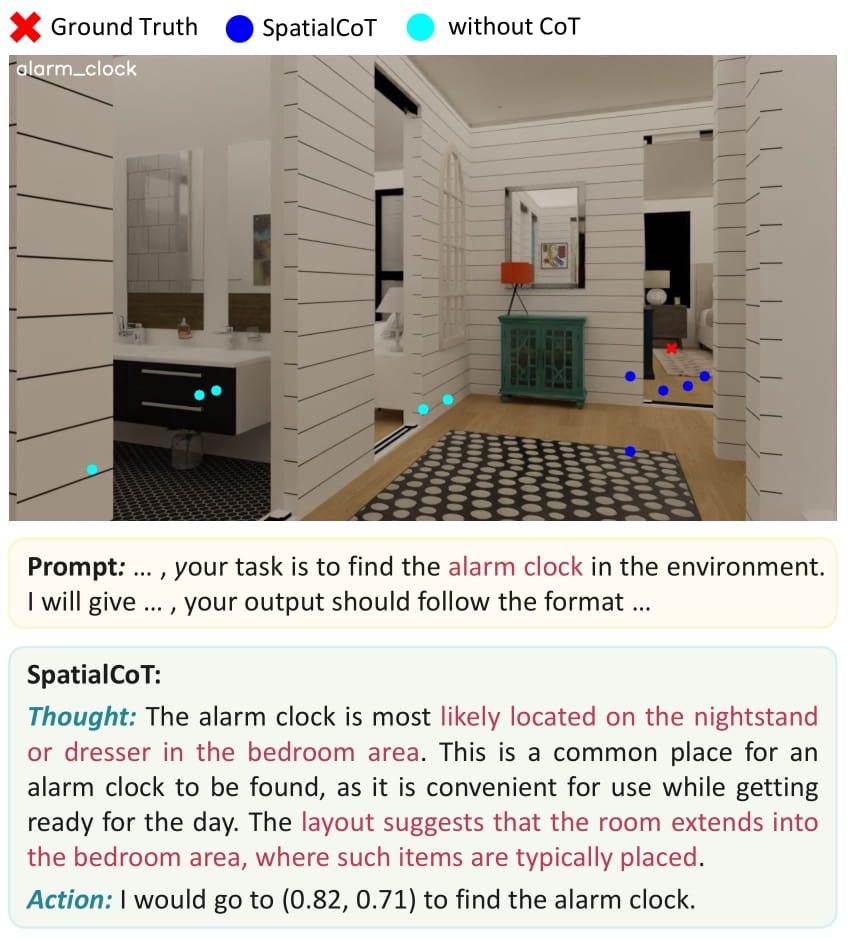 Ground Truth SpatialCoT without CoT
alarm_clock
Prompt: ... , your task is to find the alarm clock in the environment.
I will give ... , your output should follow the format ...
SpatialCoT:
Thought: The alarm clock is most likely located on the nightstand
or dresser in the bedroom area. This is a common place for an
alarm clock to be found, as it is convenient for use while getting
ready for the day. The layout suggests that the room extends into
the bedroom area, where such items are typically placed.
Action: I would go to (0.82, 0.71) to find the alarm clock.